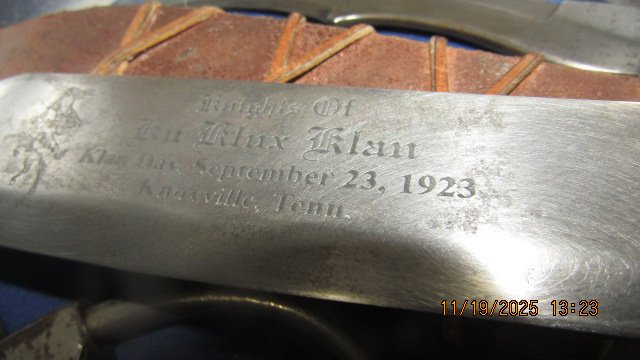 Knights Of
Ku Klux Klan
Klan Day, September 23, 1923
Knoxville, Tenn.
11/19/2025 13:23